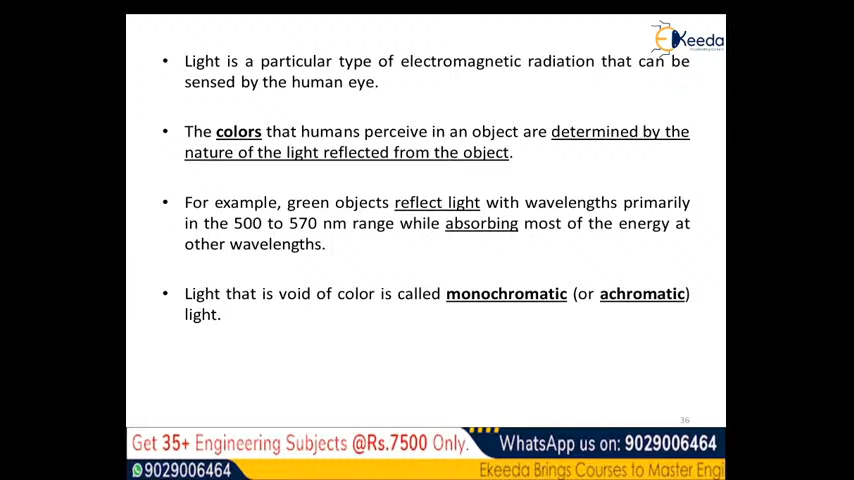 EKeeda
• Light is a particular type of electromagnetic radiation that can be
sensed by the human eye.
• The colors that humans perceive in an object are determined by the
nature of the light reflected from the object.
• For example, green objects reflect light with wavelengths primarily
in the 500 to 570 nm range while absorbing most of the energy at
other wavelengths.
• Light that is void of color is called monochromatic (or achromatic)
light.
36
Get 35+ Engineering Subjects @Rs.7500 Only.
WhatsApp us on: 9029006464
9029006464
Ekeeda Brings Courses to Master Engi